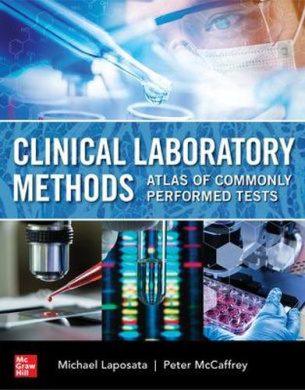 CLINICAL LABORATORY
METHODS ATLAS OF COMMONLY
PERFORMED TESTS
Mc
Graw
Hill
Michael Laposata | Peter McCaffrey